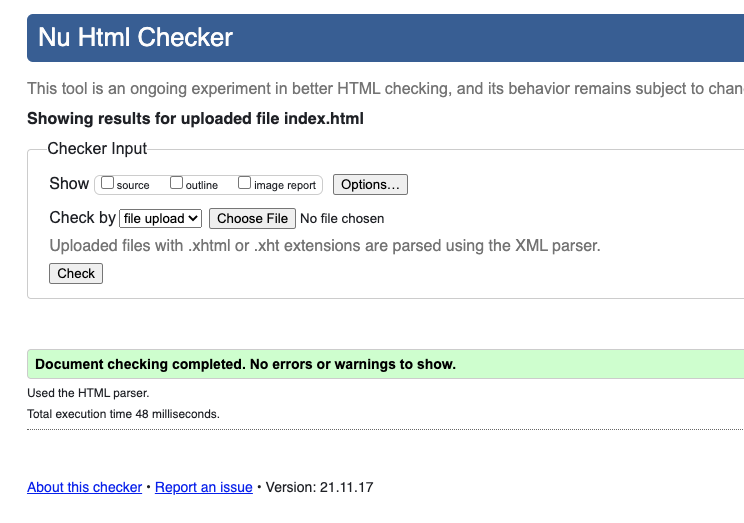 Nu Html Checker
This tool is an ongoing experiment in better HTML checking, and its behavior remains subject to
Showing results for uploaded file index.html
Checker Input
Show source outline image report Options...
Check by file upload Choose File No file chosen
Uploaded files with .xhtml or .xht extensions are parsed using the XML parser.
Check
Document checking completed. No errors or warnings to show.
Used the HTML parser.
Total execution time 48 milliseconds.
About this checker • Report an issue • Version: 21.11.17